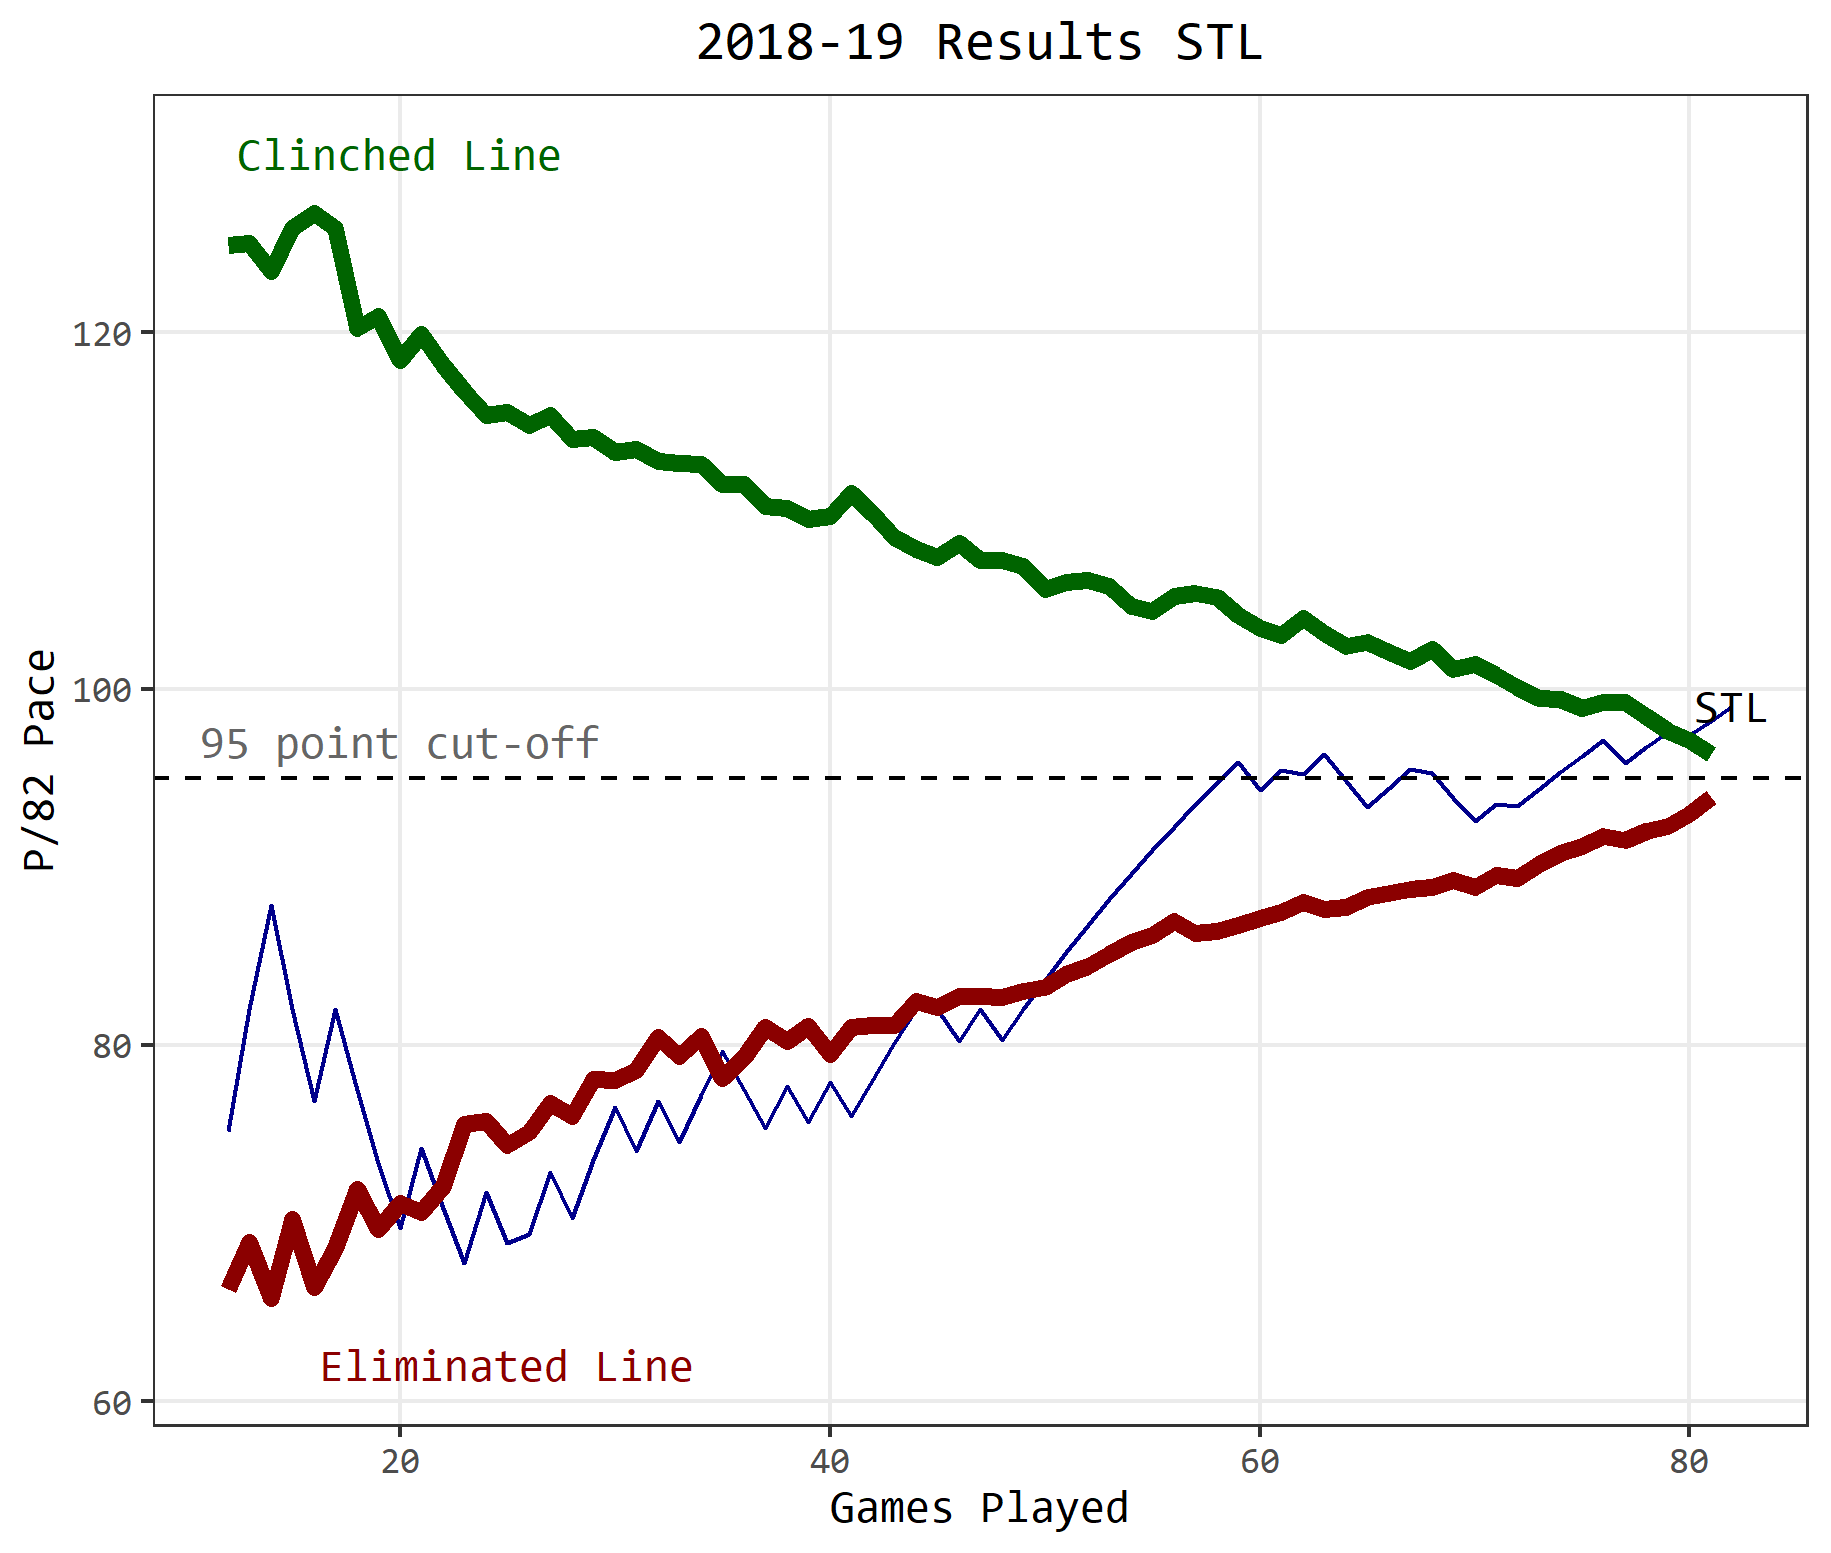 2018-19 Results STL
Clinched Line
120
100
STL
95 point cut-off
P/82 Pace
80
Eliminated Line
60
20 40 60 80
Games Played